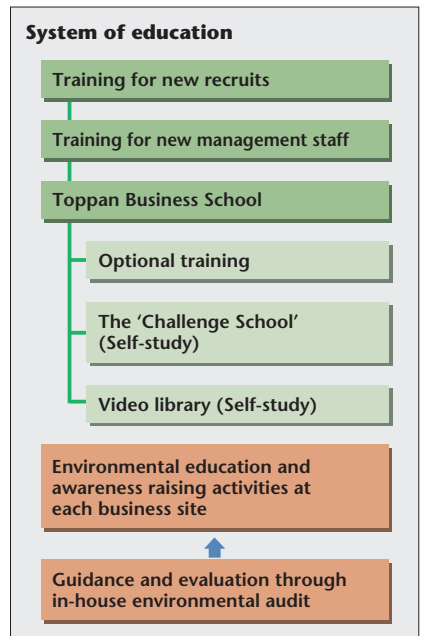 System of education
Training for new recruits
Training for new management staff
Toppan Business School
Optional training
The ‘Challenge School’
(Self-study)
Video library (Self-study)
Environmental education and
awareness raising activities at
each business site
Guidance and evaluation through
in-house environmental audit